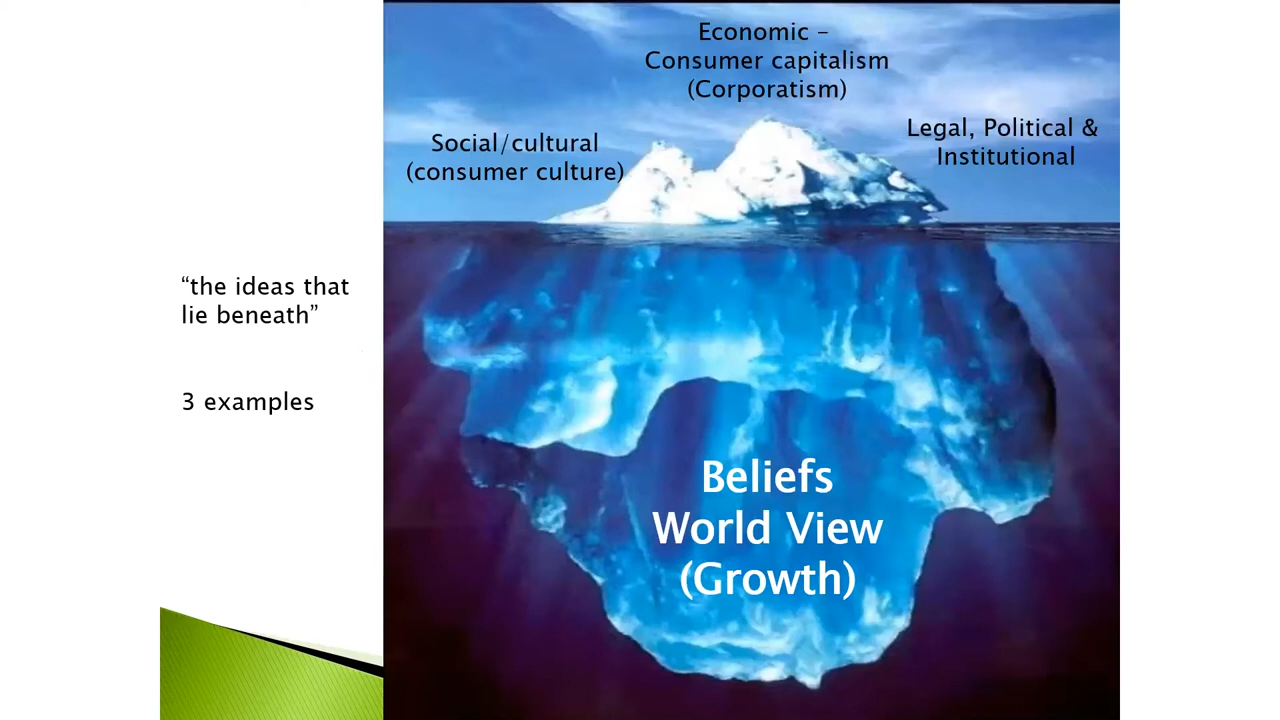 Economic –
Consumer capitalism
(Corporatism)
Social/cultural
(consumer culture)
Legal, Political &
Institutional
“the ideas that
lie beneath”
3 examples
Beliefs
World View
(Growth)